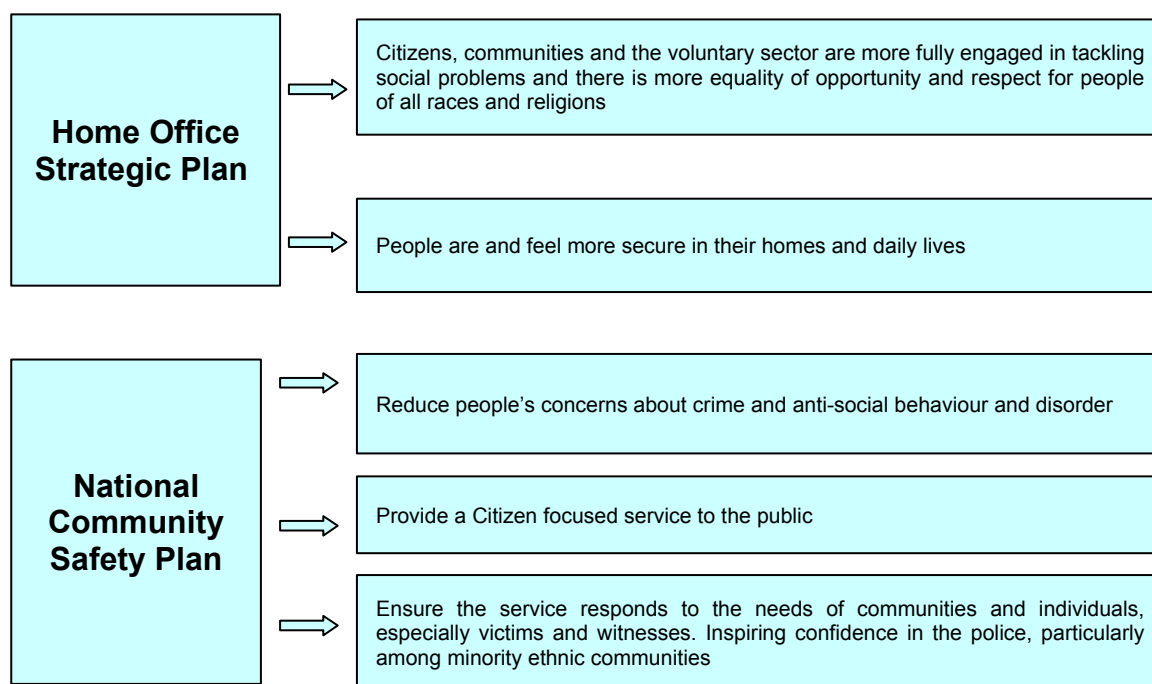 Home Office
Strategic Plan
Citizens, communities and the voluntary sector are more fully engaged in tackling
social problems and there is more equality of opportunity and respect for people
of all races and religions
People are and feel more secure in their homes and daily lives
National
Community
Safety Plan
Reduce people’s concerns about crime and anti-social behaviour and disorder
Provide a Citizen focused service to the public
Ensure the service responds to the needs of communities and individuals,
especially victims and witnesses. Inspiring confidence in the police, particularly
among minority ethnic communities